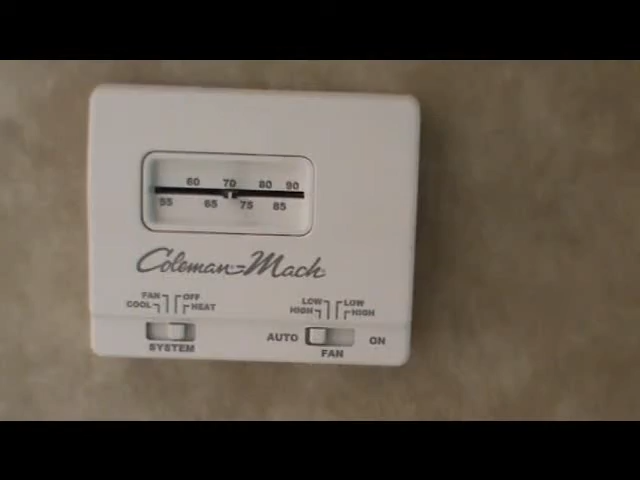 60 70 80 90
55 65 75 85
Coleman-Mach
FAN OFF
COOL HEAT
SYSTEM
LOW LOW
HIGH HIGH
AUTO ON
FAN